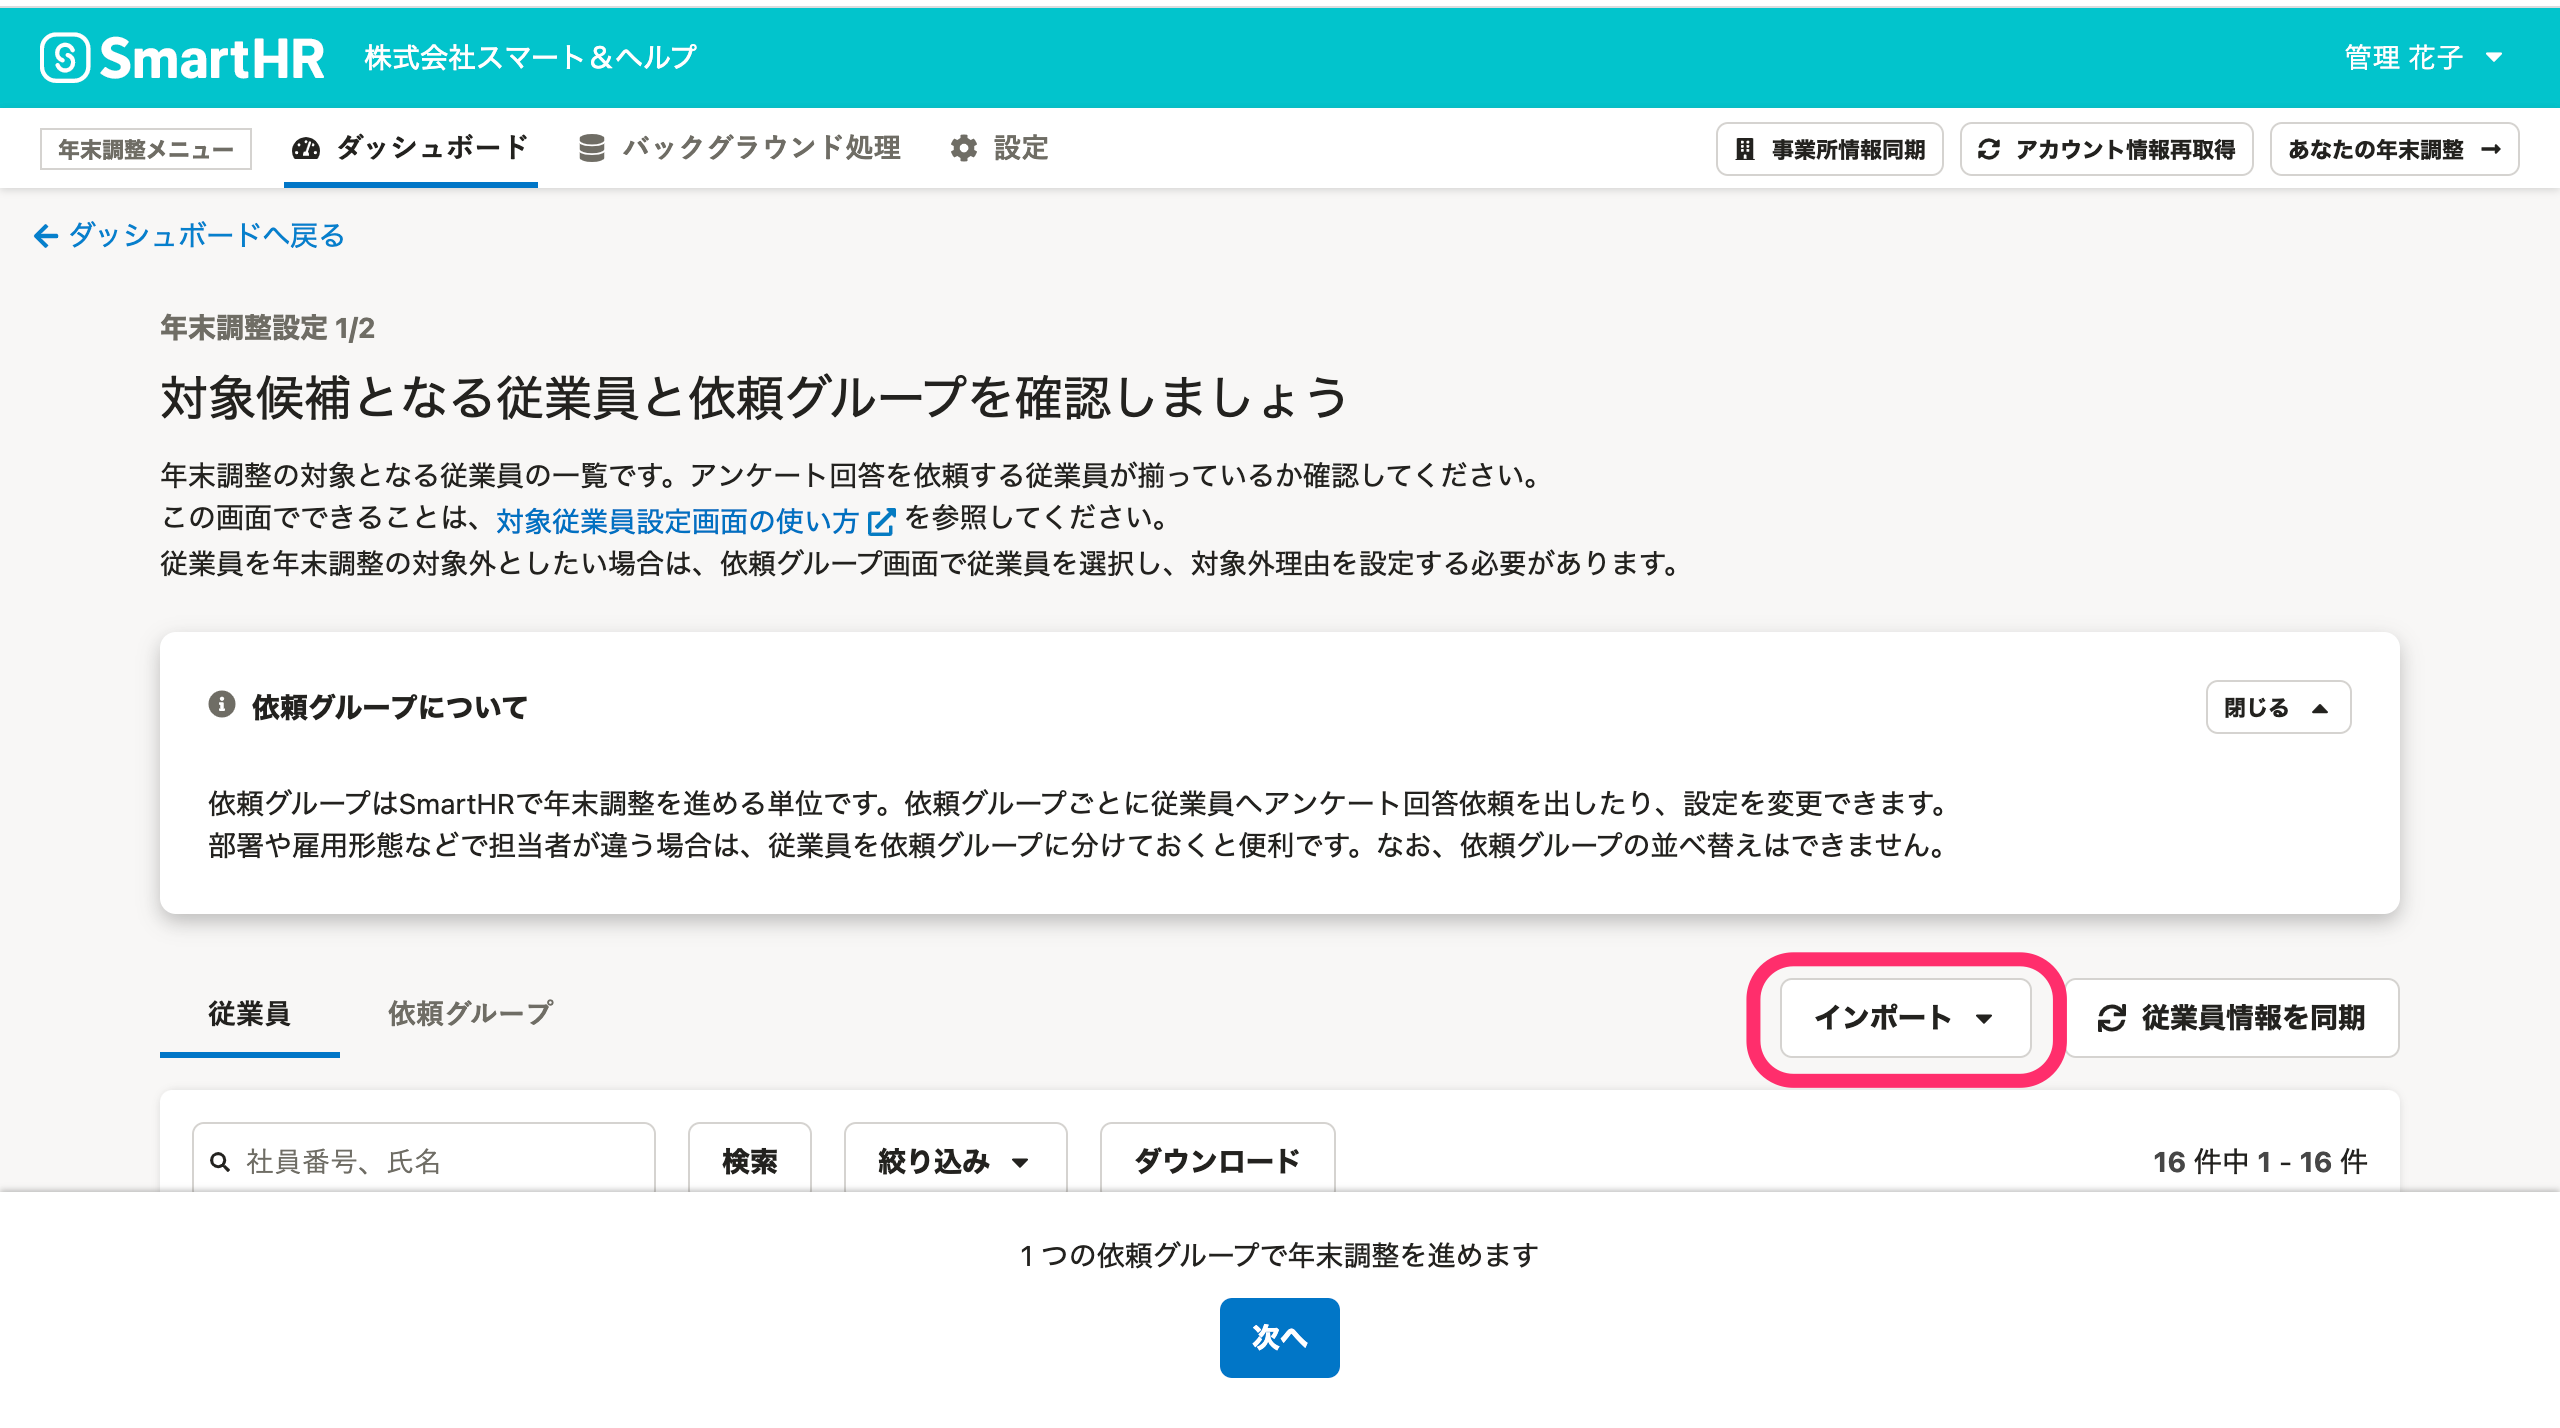 SmartHR 株式会社スマート＆ヘルプ 管理 花子
年末調整メニュー ダッシュボード バックグラウンド処理 設定 事業所情報同期 アカウント情報再取得 あなたの年末調整 →
← ダッシュボードへ戻る
年末調整設定 1/2
対象候補となる従業員と依頼グループを確認しましょう
年末調整の対象となる従業員の一覧です。アンケート回答を依頼する従業員が揃っているか確認してください。
この画面でできることは、対象従業員設定画面の使い方 を参照してください。
従業員を年末調整の対象外としたい場合は、依頼グループ画面で従業員を選択し、対象外理由を設定する必要があります。
依頼グループについて 閉じる
依頼グループはSmartHRで年末調整を進める単位です。依頼グループごとに従業員へアンケート回答依頼を出したり、設定を変更できます。
部署や雇用形態などで担当者が違う場合は、従業員を依頼グループに分けておくと便利です。なお、依頼グループの並べ替えはできません。
従業員 依頼グループ インポート 従業員情報を同期
社員番号、氏名 検索 絞り込み ダウンロード 16 件中 1 - 16 件
1 つの依頼グループで年末調整を進めます
次へ